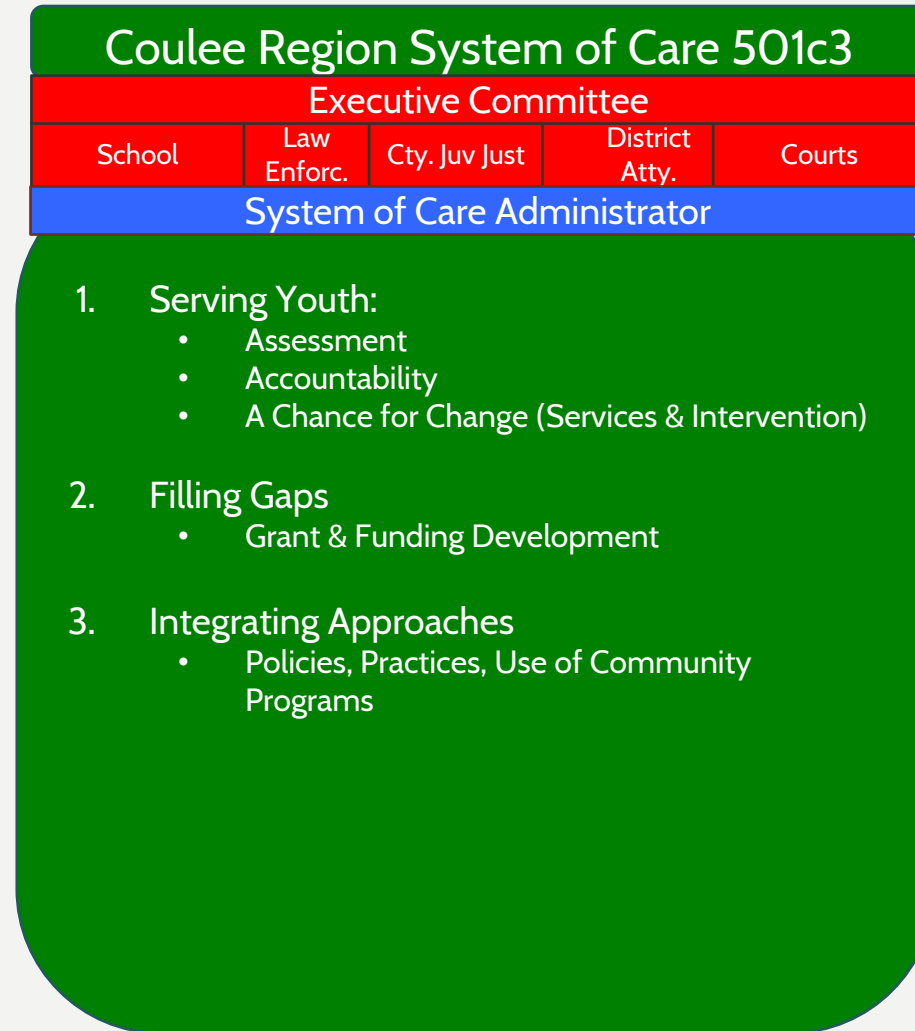 Coulee Region System of Care 501c3
Executive Committee
School
Law
Enforc.
Cty. Juv Just
District
Atty.
Courts
System of Care Administrator
1. Serving Youth:
• Assessment
• Accountability
• A Chance for Change (Services & Intervention)
2. Filling Gaps
• Grant & Funding Development
3. Integrating Approaches
• Policies, Practices, Use of Community
Programs